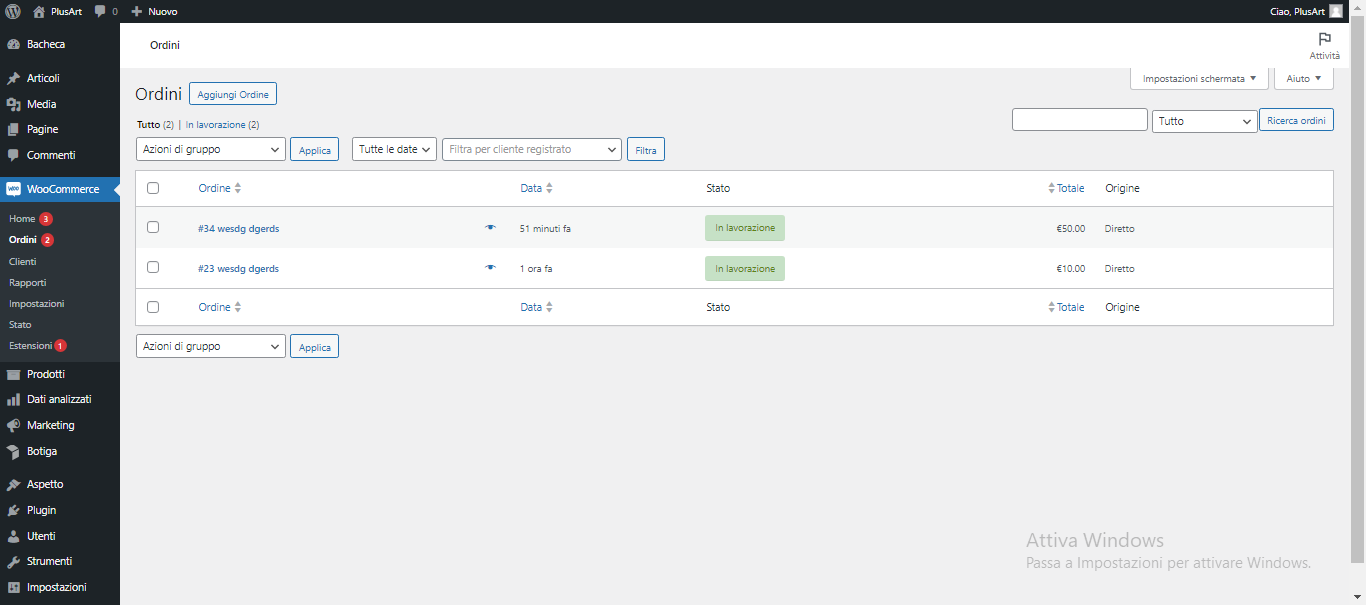 PlusArt 0 Nuovo Ciao, PlusArt
Bacheca
Articoli
Media
Pagine
Commenti
WooCommerce
Home 3
Ordini 2
Clienti
Rapporti
Impostazioni
Stato
Estensioni 1
Prodotti
Dati analizzati
Marketing
Botiga
Aspetto
Plugin
Utenti
Strumenti
Impostazioni
Ordini
Attività
Impostazioni schermata Aiuto
Ordini Aggiungi Ordine
Tutto (2) | In lavorazione (2)
Tutto Ricerca ordini
Azioni di gruppo Applica Tutte le date Filtra per cliente registrato Filtra
Ordine Data Stato Totale Origine
#34 wesdg dgerds 51 minuti fa In lavorazione €50.00 Diretto
#23 wesdg dgerds 1 ora fa In lavorazione €10.00 Diretto
Ordine Data Stato Totale Origine
Azioni di gruppo Applica
Attiva Windows
Passa a Impostazioni per attivare Windows.